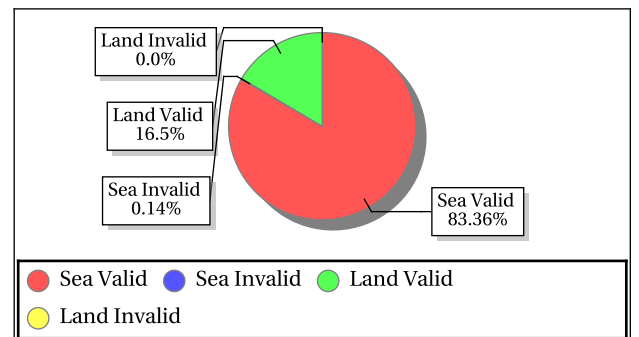 Land Invalid
0.0%
Land Valid
16.5%
Sea Invalid
0.14%
Sea Valid
83.36%
Sea Valid Sea Invalid Land Valid
Land Invalid